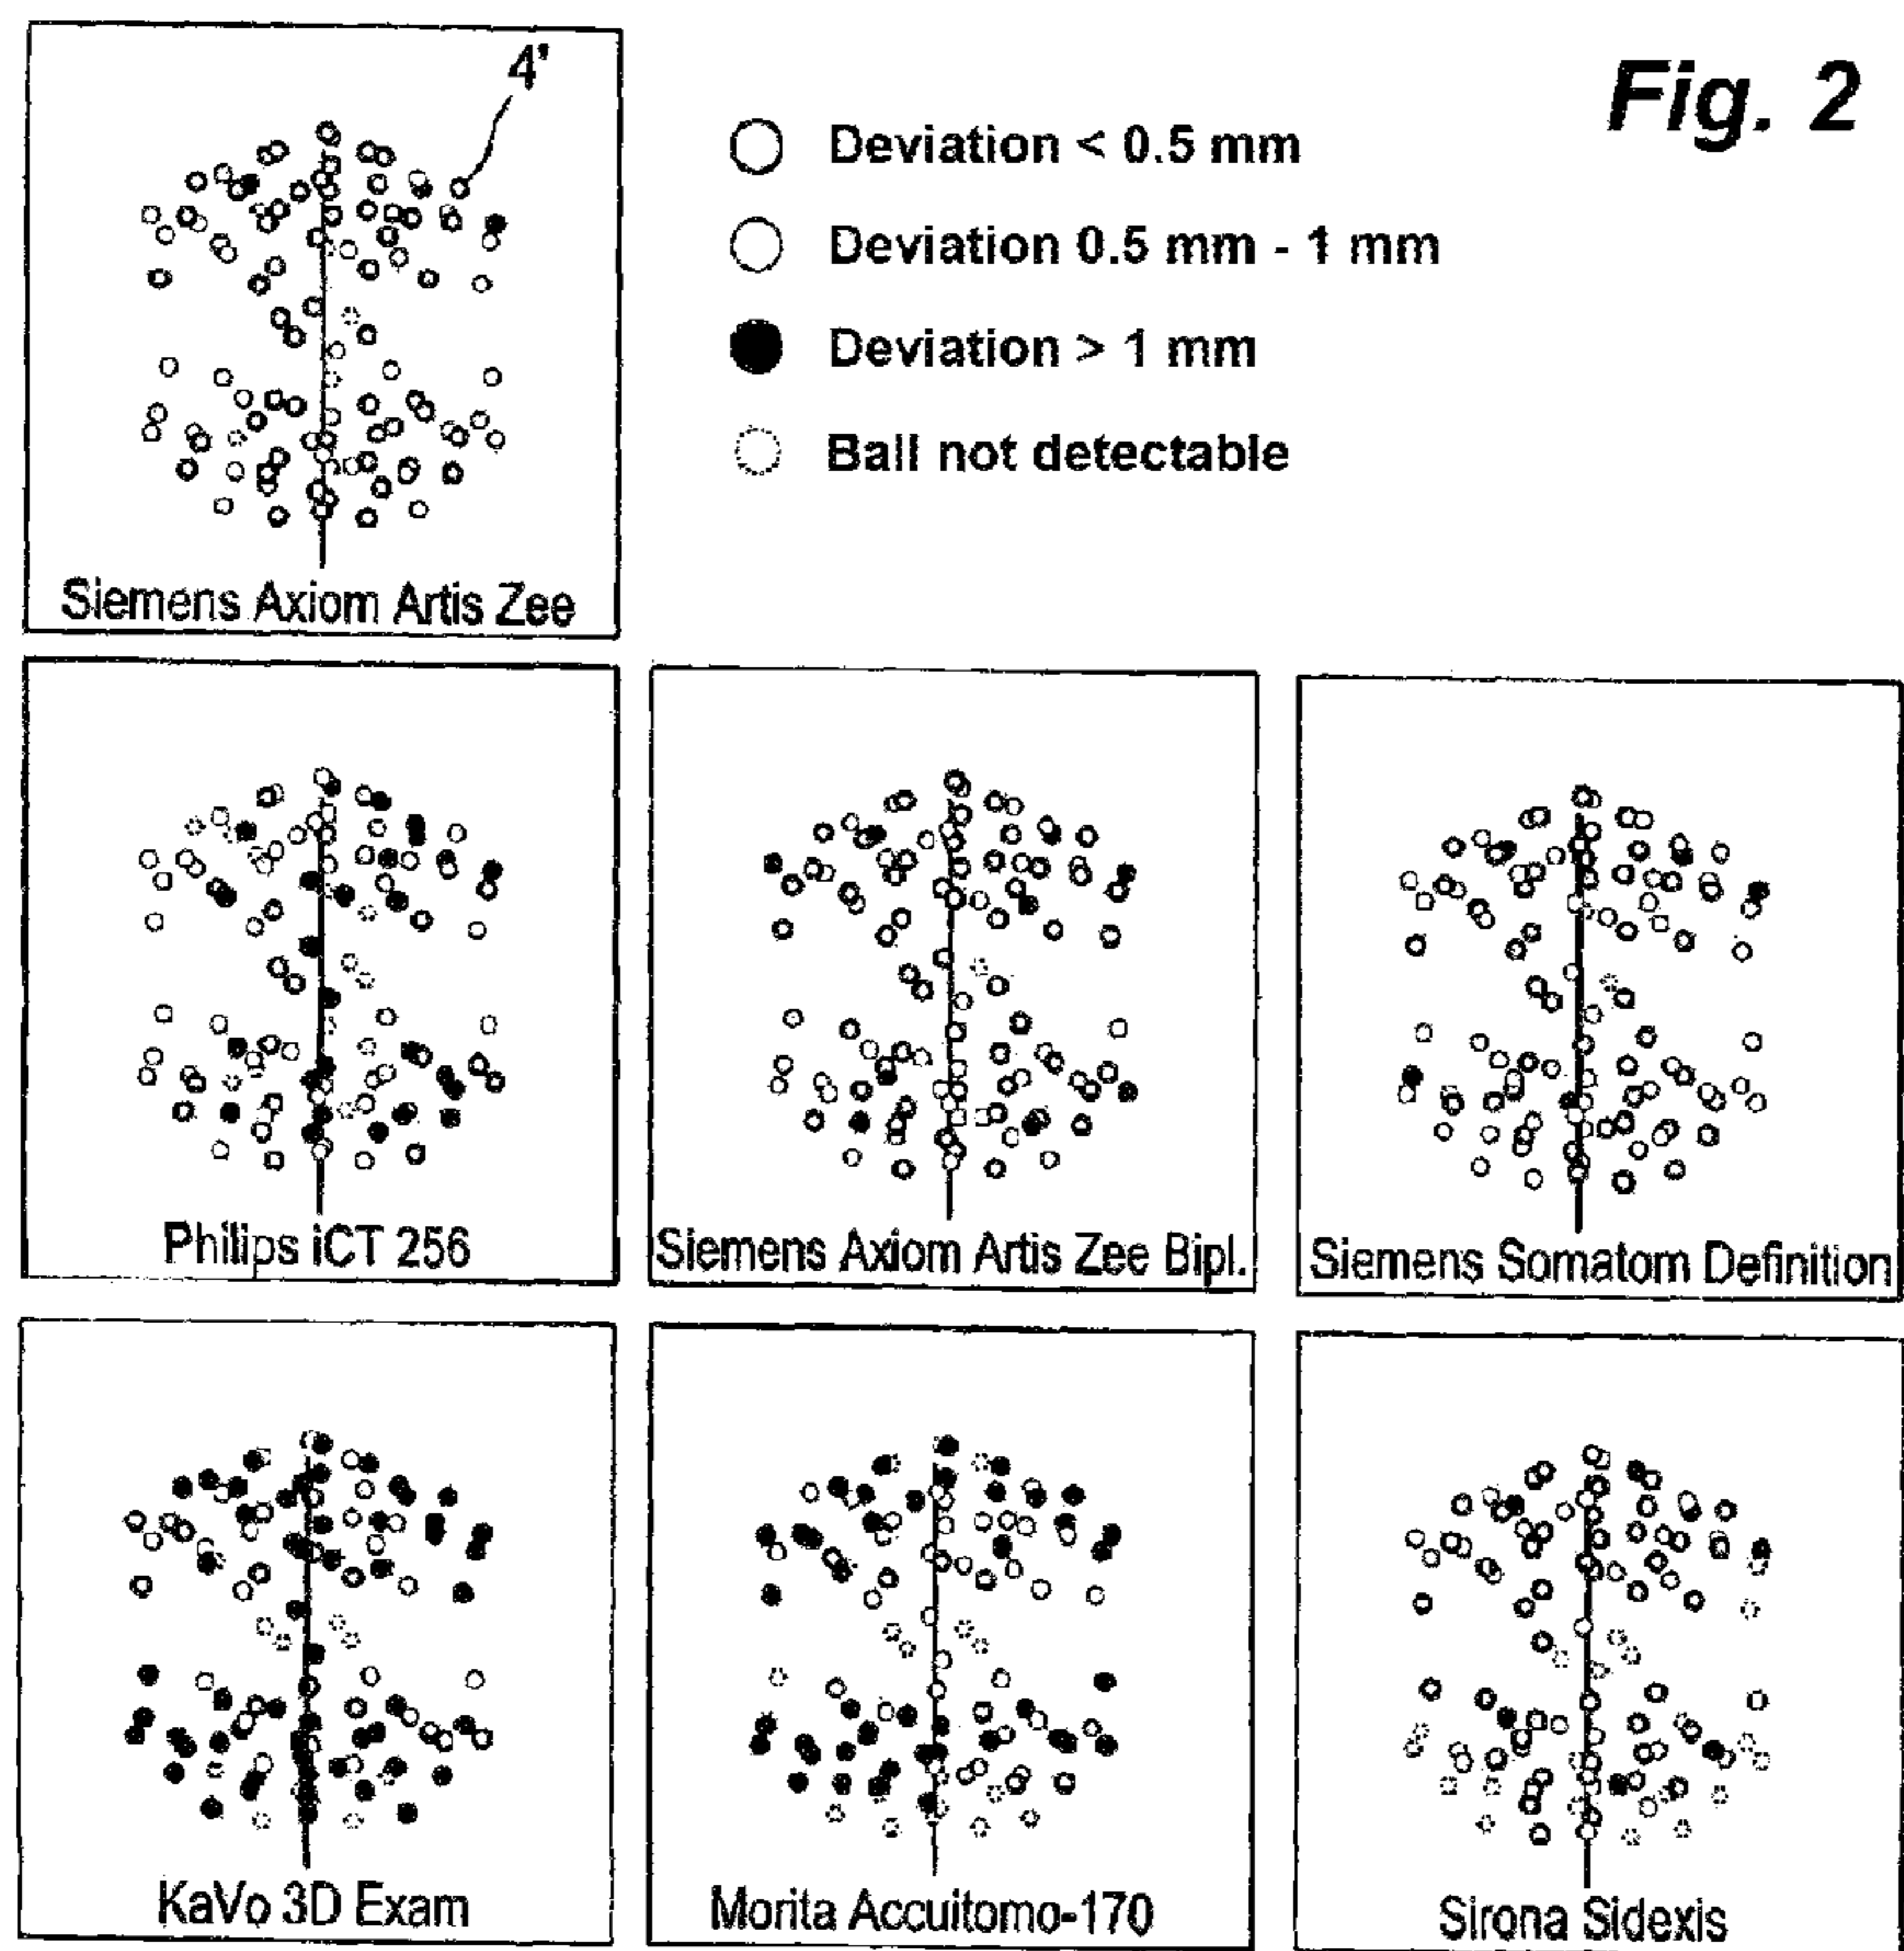 Fig. 2
4'
Deviation < 0.5 mm
Deviation 0.5 mm - 1 mm
Deviation > 1 mm
Ball not detectable
Siemens Axiom Artis Zee
Philips iCT 256
Siemens Axiom Artis Zee Bipl.
Siemens Somatom Definition
KaVo 3D Exam
Morita Accuitomo-170
Sirona Sidexis